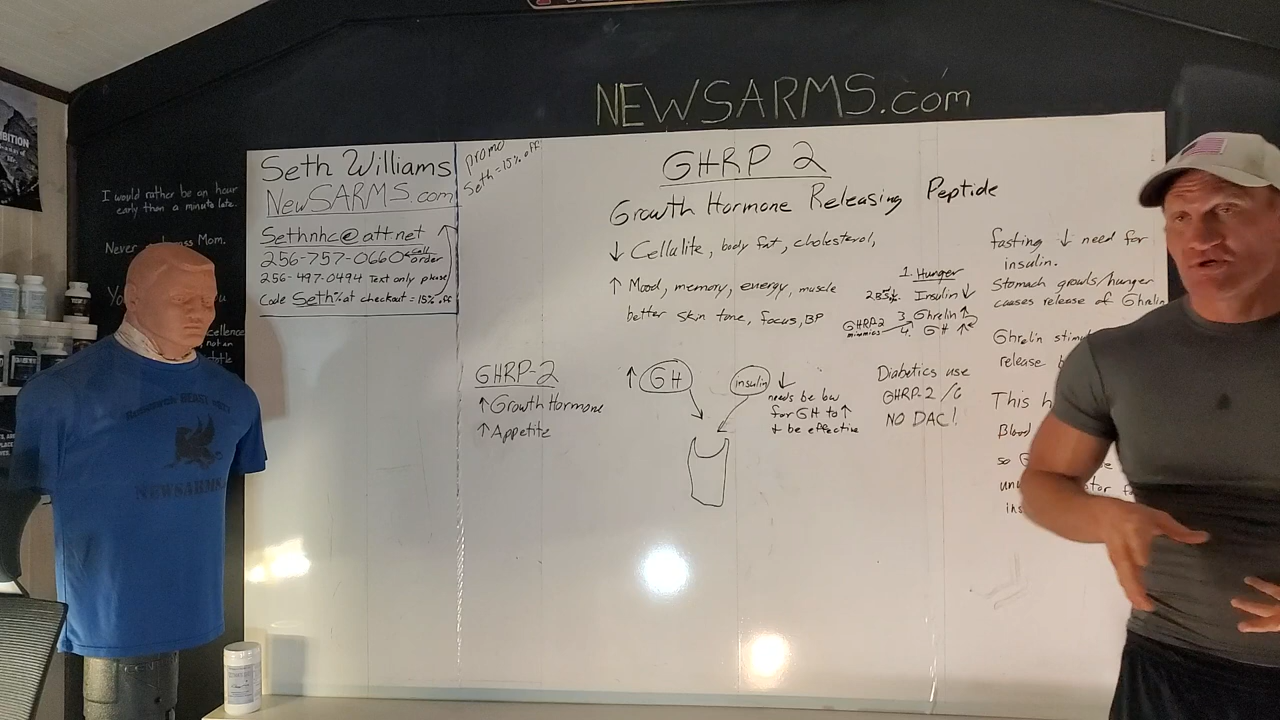 NEWSARMS.com
BITION
I would rather be an hour
early than a minute late.
Never Mom.
Seth Williams
NewSARMS.com
Sethnhc@att.net
256-757-0660 call order
256-497-0494 Text only please
Code Seth at checkout = 15% off
promo
Seth = 15% off
GHRP 2
Growth Hormone Releasing Peptide
↓ Cellulite, body fat, cholesterol,
↑ Mood, memory, energy, muscle
better skin tone, focus, BP
1. Hunger
Insulin ↓
3. Ghrelin ↑
GHRP-2 mimics
4. GH ↑
fasting ↓ need for
insulin.
Stomach growls/hunger
causes release of Ghrelin
Ghrelin
release
This
Blood
so
GHRP-2
↑ Growth Hormone
↑ Appetite
↑ GH
insulin ↓
needs be low
for GH to ↑
+ be effective
Diabetics use
GHRP-2/6
NO DAC!
NEWSARMS